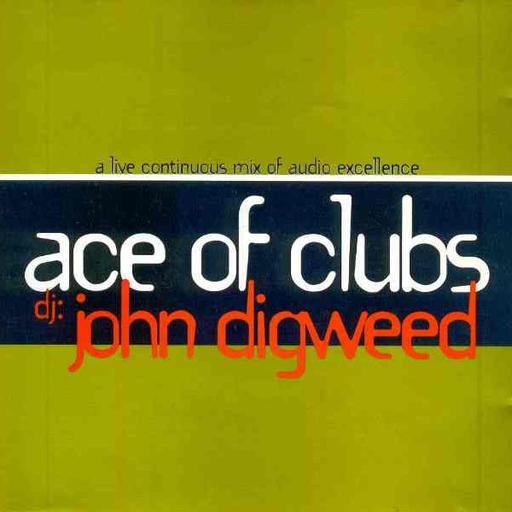 a live continuous mix of audio excellence
ace of clubs
dj: john digweed